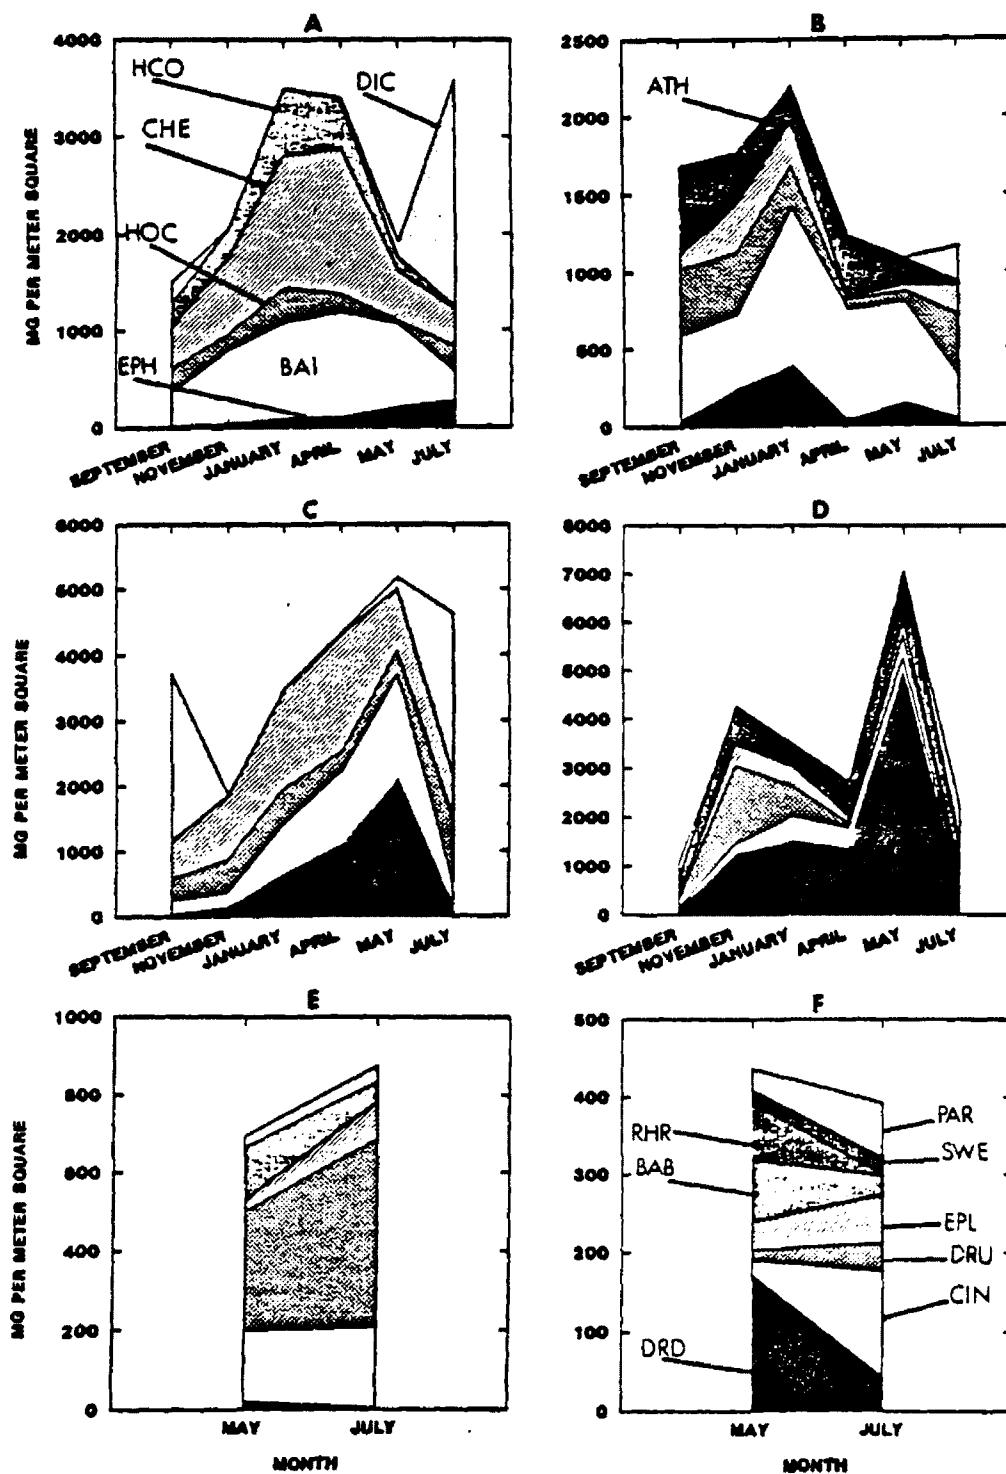 A
4000
3000
2000
1000
0
MG PER METER SQUARE
HCO
DIC
CHE
HOC
EPH
BAI
SEPTEMBER
NOVEMBER
JANUARY
APRIL
MAY
JULY
B
2500
2000
1500
1000
500
0
ATH
SEPTEMBER
NOVEMBER
JANUARY
APRIL
MAY
JULY
C
6000
5000
4000
3000
2000
1000
0
MG PER METER SQUARE
SEPTEMBER
NOVEMBER
JANUARY
APRIL
MAY
JULY
D
8000
7000
6000
5000
4000
3000
2000
1000
0
SEPTEMBER
NOVEMBER
JANUARY
APRIL
MAY
JULY
E
1000
800
600
400
200
0
MG PER METER SQUARE
MAY
JULY
MONTH
F
500
400
300
200
100
0
RHR
BAB
DRD
PAR
SWE
EPL
DRU
CIN
MAY
JULY
MONTH